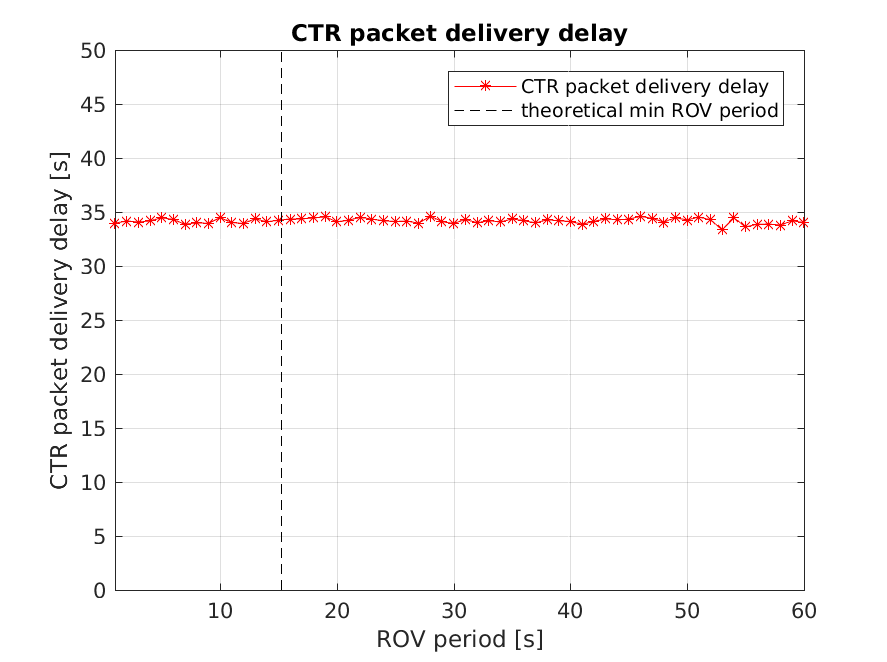 CTR packet delivery delay
CTR packet delivery delay
theoretical min ROV period
CTR packet delivery delay [s]
50
45
40
35
30
25
20
15
10
5
0
10 20 30 40 50 60
ROV period [s]